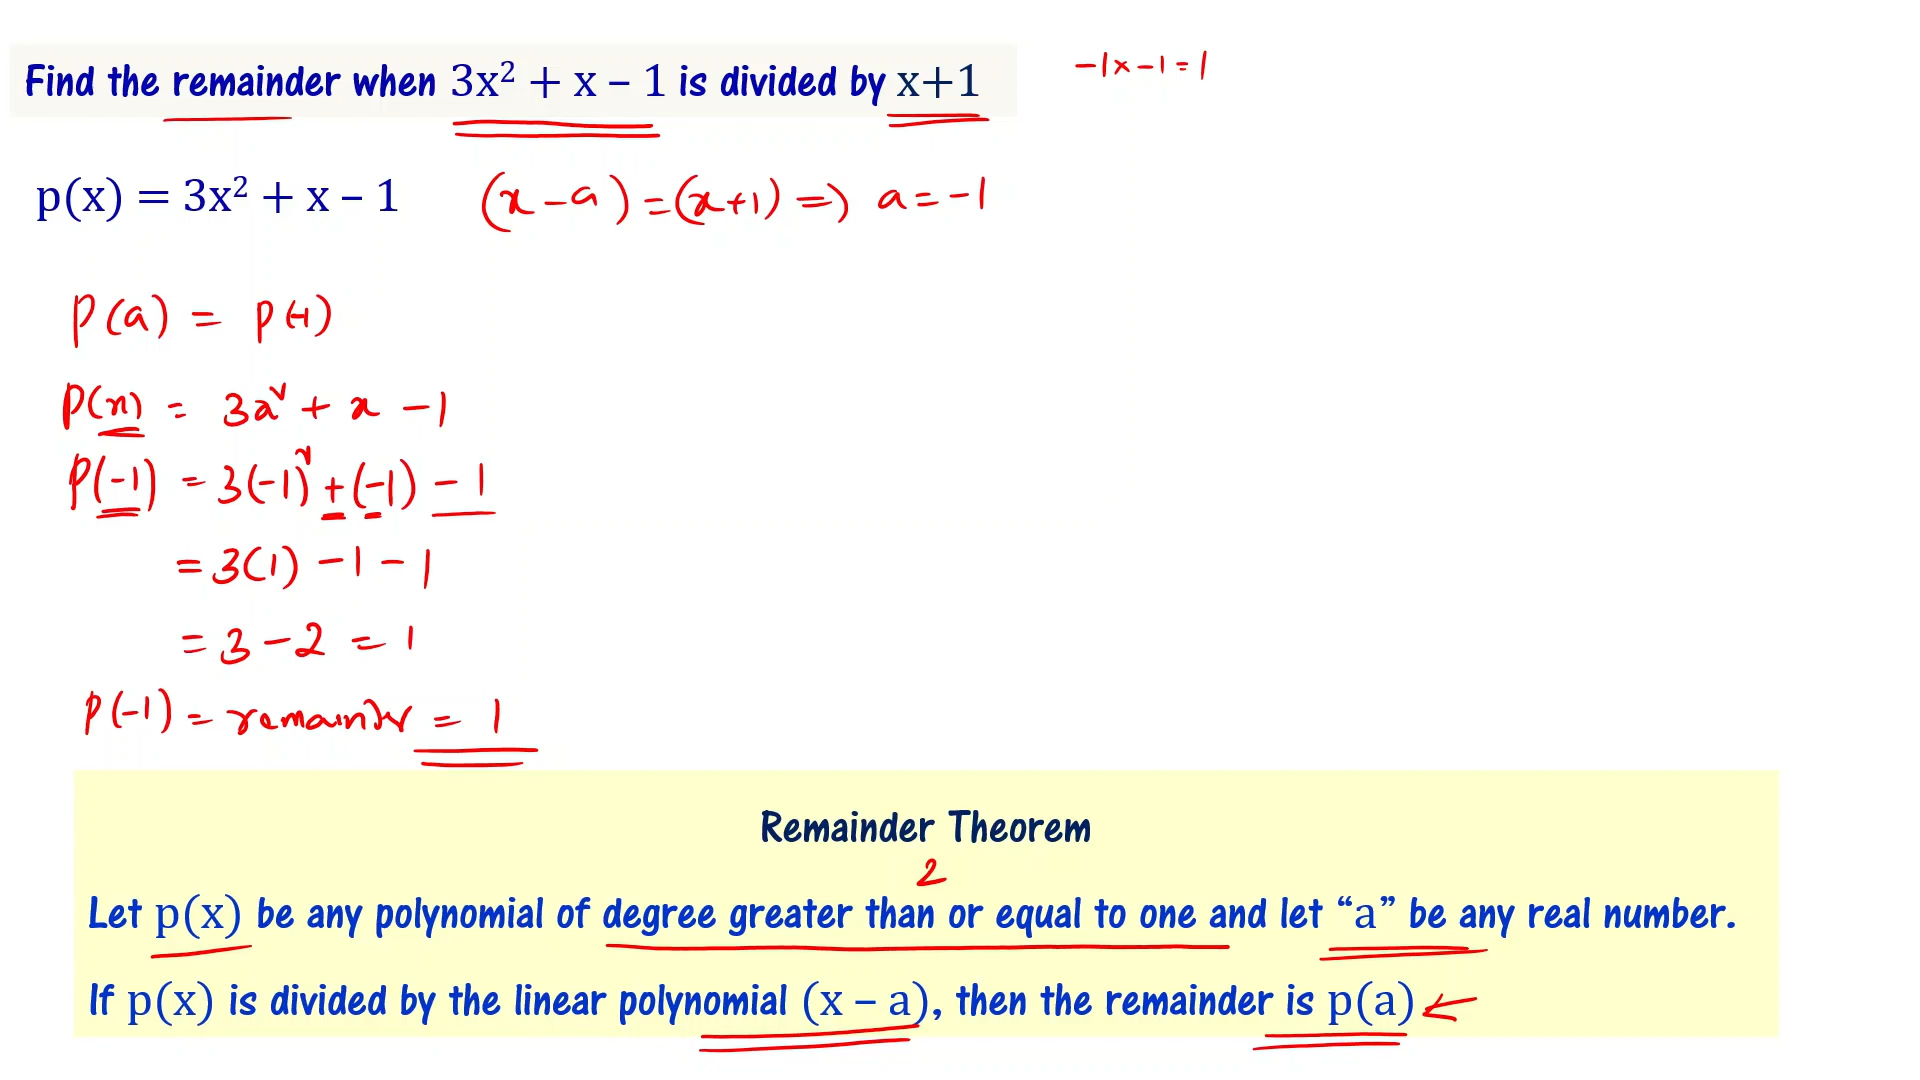 Find the remainder when 3x² + x – 1 is divided by x+1
-1x-1=1
p(x) = 3x² + x – 1
(x-a) = (x+1) => a = -1
P(a) = P(-1)
P(x) = 3x² + x - 1
P(-1) = 3(-1)² + (-1) - 1
= 3(1) - 1 - 1
= 3 - 2 = 1
P(-1) = remainder = 1
Remainder Theorem
2
Let p(x) be any polynomial of degree greater than or equal to one and let “a” be any real number.
If p(x) is divided by the linear polynomial (x – a), then the remainder is p(a)